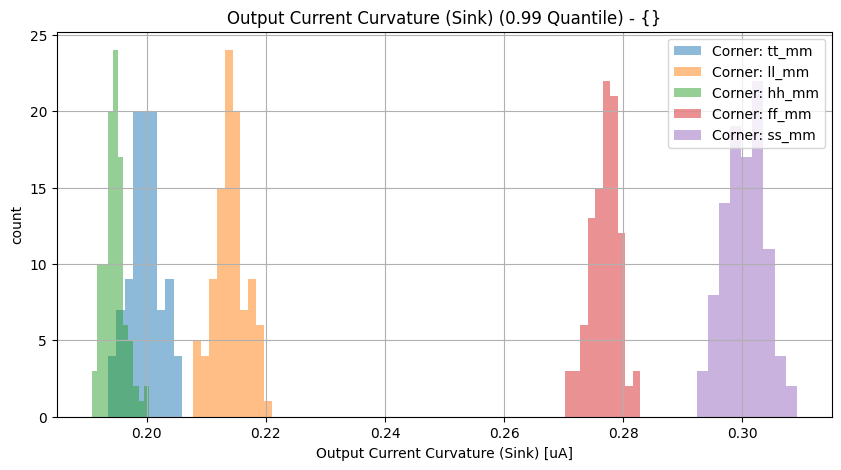 Output Current Curvature (Sink) (0.99 Quantile) - {}
25
20
15
10
5
0
count
0.20 0.22 0.24 0.26 0.28 0.30
Output Current Curvature (Sink) [uA]
Corner: tt_mm
Corner: ll_mm
Corner: hh_mm
Corner: ff_mm
Corner: ss_mm